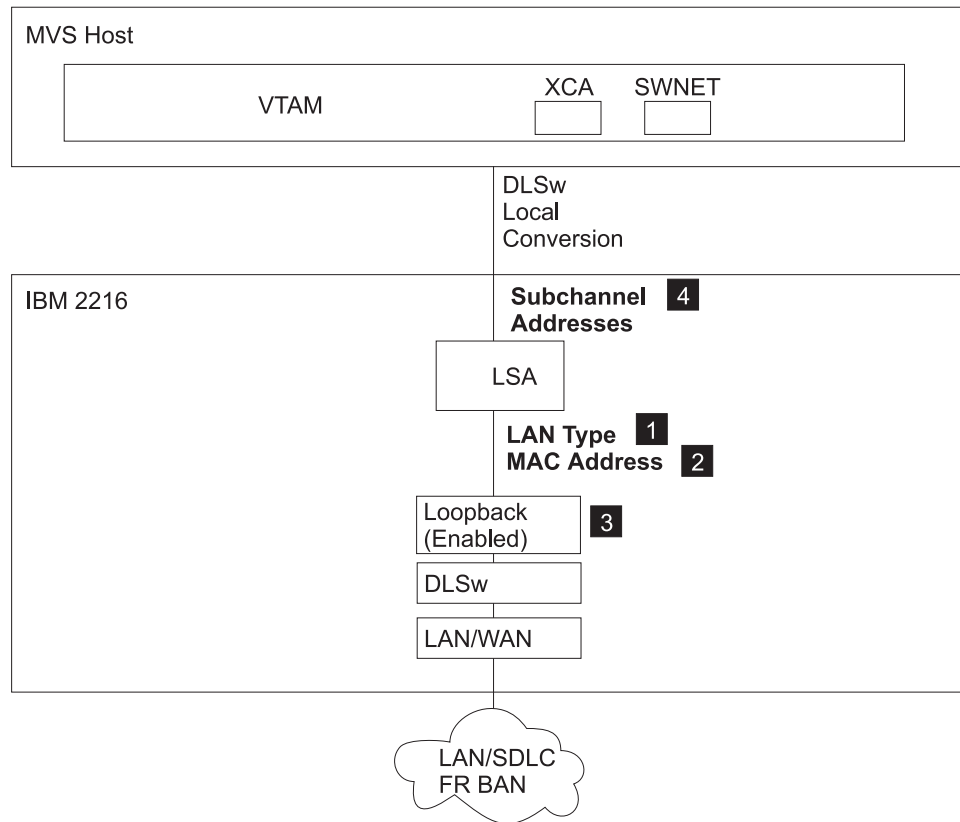 MVS Host
XCA SWNET
VTAM
DLSw
Local
Conversion
IBM 2216
Subchannel 4
Addresses
LSA
LAN Type 1
MAC Address 2
Loopback
(Enabled)
3
DLSw
LAN/WAN
LAN/SDLC
FR BAN